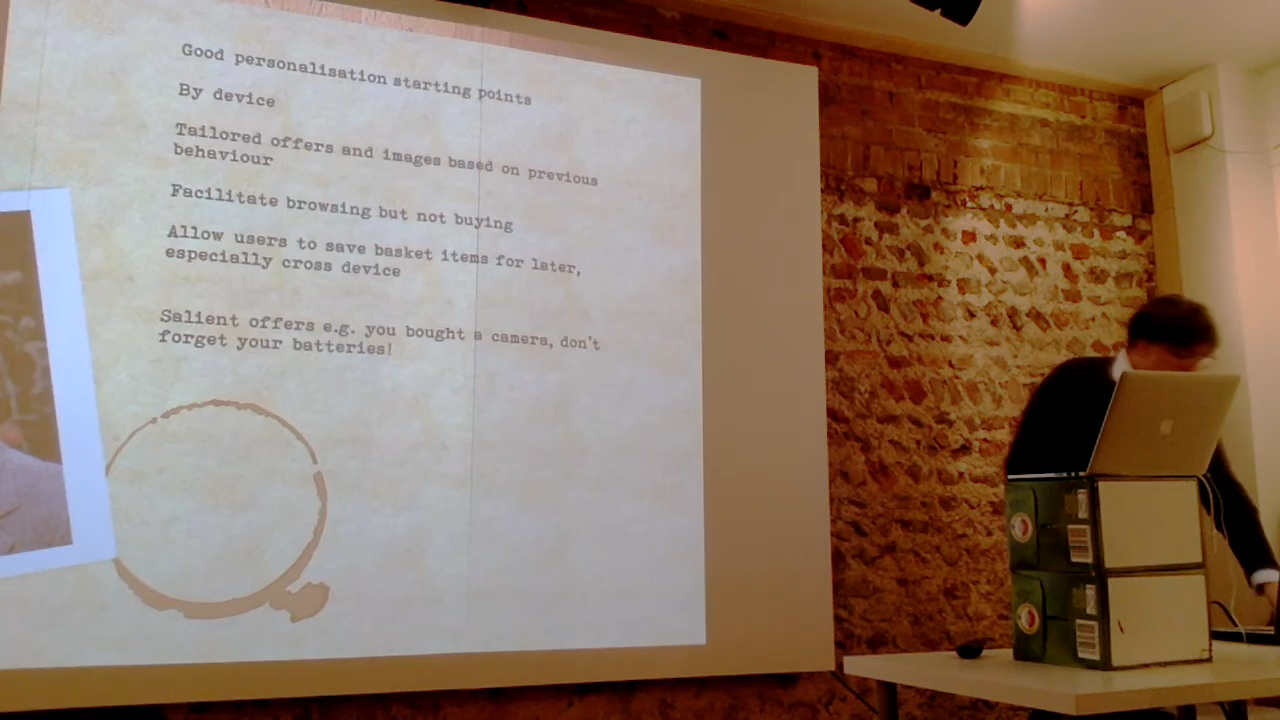 Good personalisation starting points
By device
Tailored offers and images based on previous
behaviour
Facilitate browsing but not buying
Allow users to save basket items for later,
especially cross device
Salient offers e.g. you bought a camera, don't
forget your batteries!